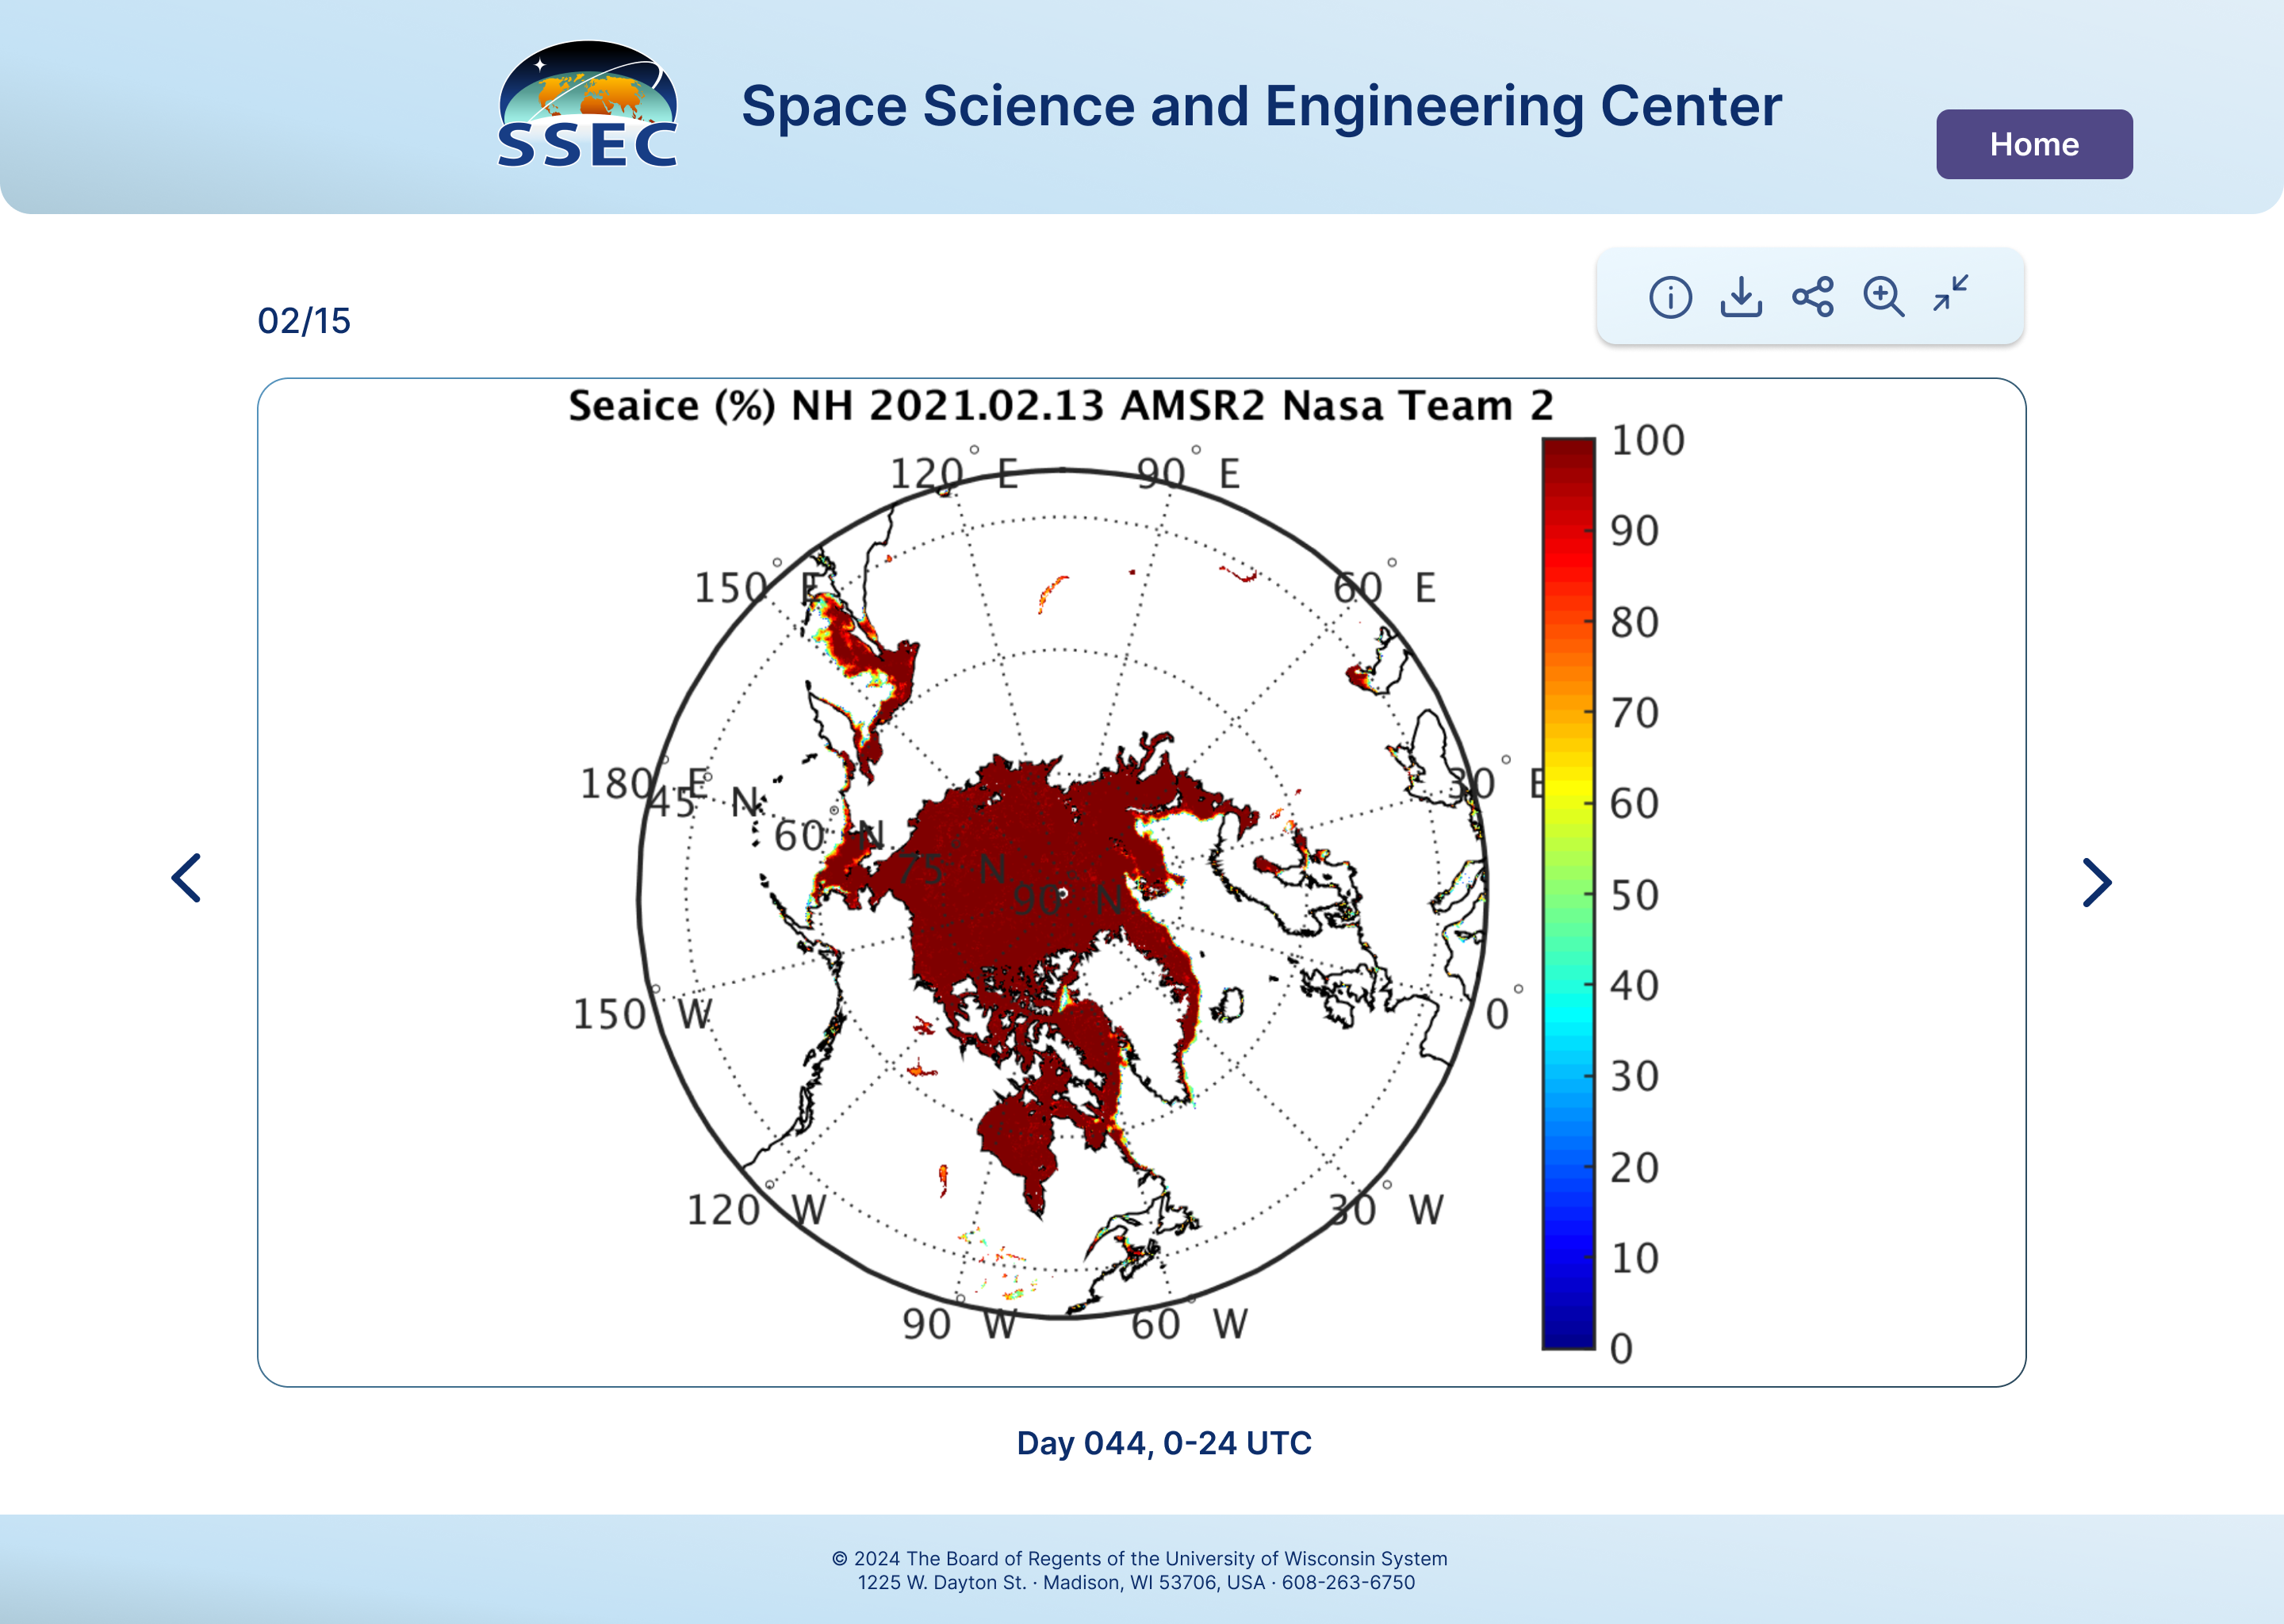 SSEC
Space Science and Engineering Center
Home
02/15
Seaice (%) NH 2021.02.13 AMSR2 Nasa Team 2
120° E
90° E
150° E
60° E
180° E
30° E
45° N
60° N
75° N
90° N
150° W
0°
120° W
30° W
90° W
60° W
100
90
80
70
60
50
40
30
20
10
0
Day 044, 0-24 UTC
© 2024 The Board of Regents of the University of Wisconsin System
1225 W. Dayton St. · Madison, WI 53706, USA · 608-263-6750